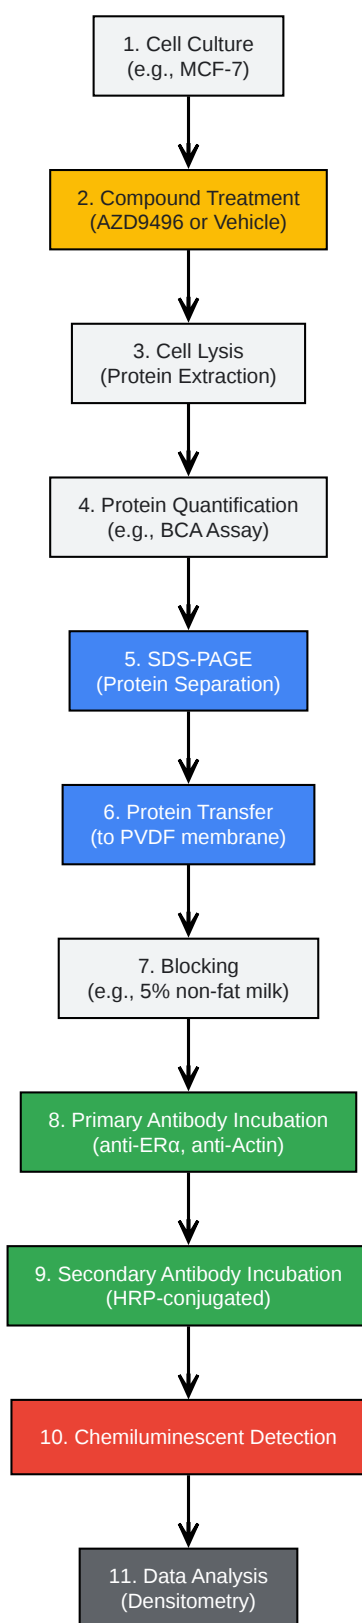 1. Cell Culture
(e.g., MCF-7)
2. Compound Treatment
(AZD9496 or Vehicle)
3. Cell Lysis
(Protein Extraction)
4. Protein Quantification
(e.g., BCA Assay)
5. SDS-PAGE
(Protein Separation)
6. Protein Transfer
(to PVDF membrane)
7. Blocking
(e.g., 5% non-fat milk)
8. Primary Antibody Incubation
(anti-ERα, anti-Actin)
9. Secondary Antibody Incubation
(HRP-conjugated)
10. Chemiluminescent Detection
11. Data Analysis
(Densitometry)